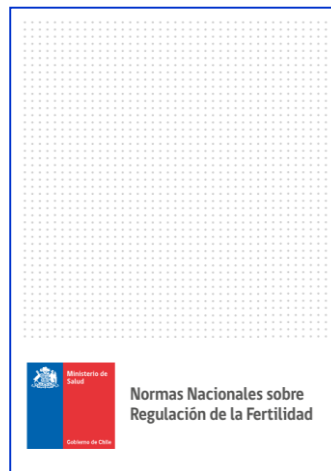 Ministerio de
Salud
Gobierno de Chile
Normas Nacionales sobre
Regulación de la Fertilidad